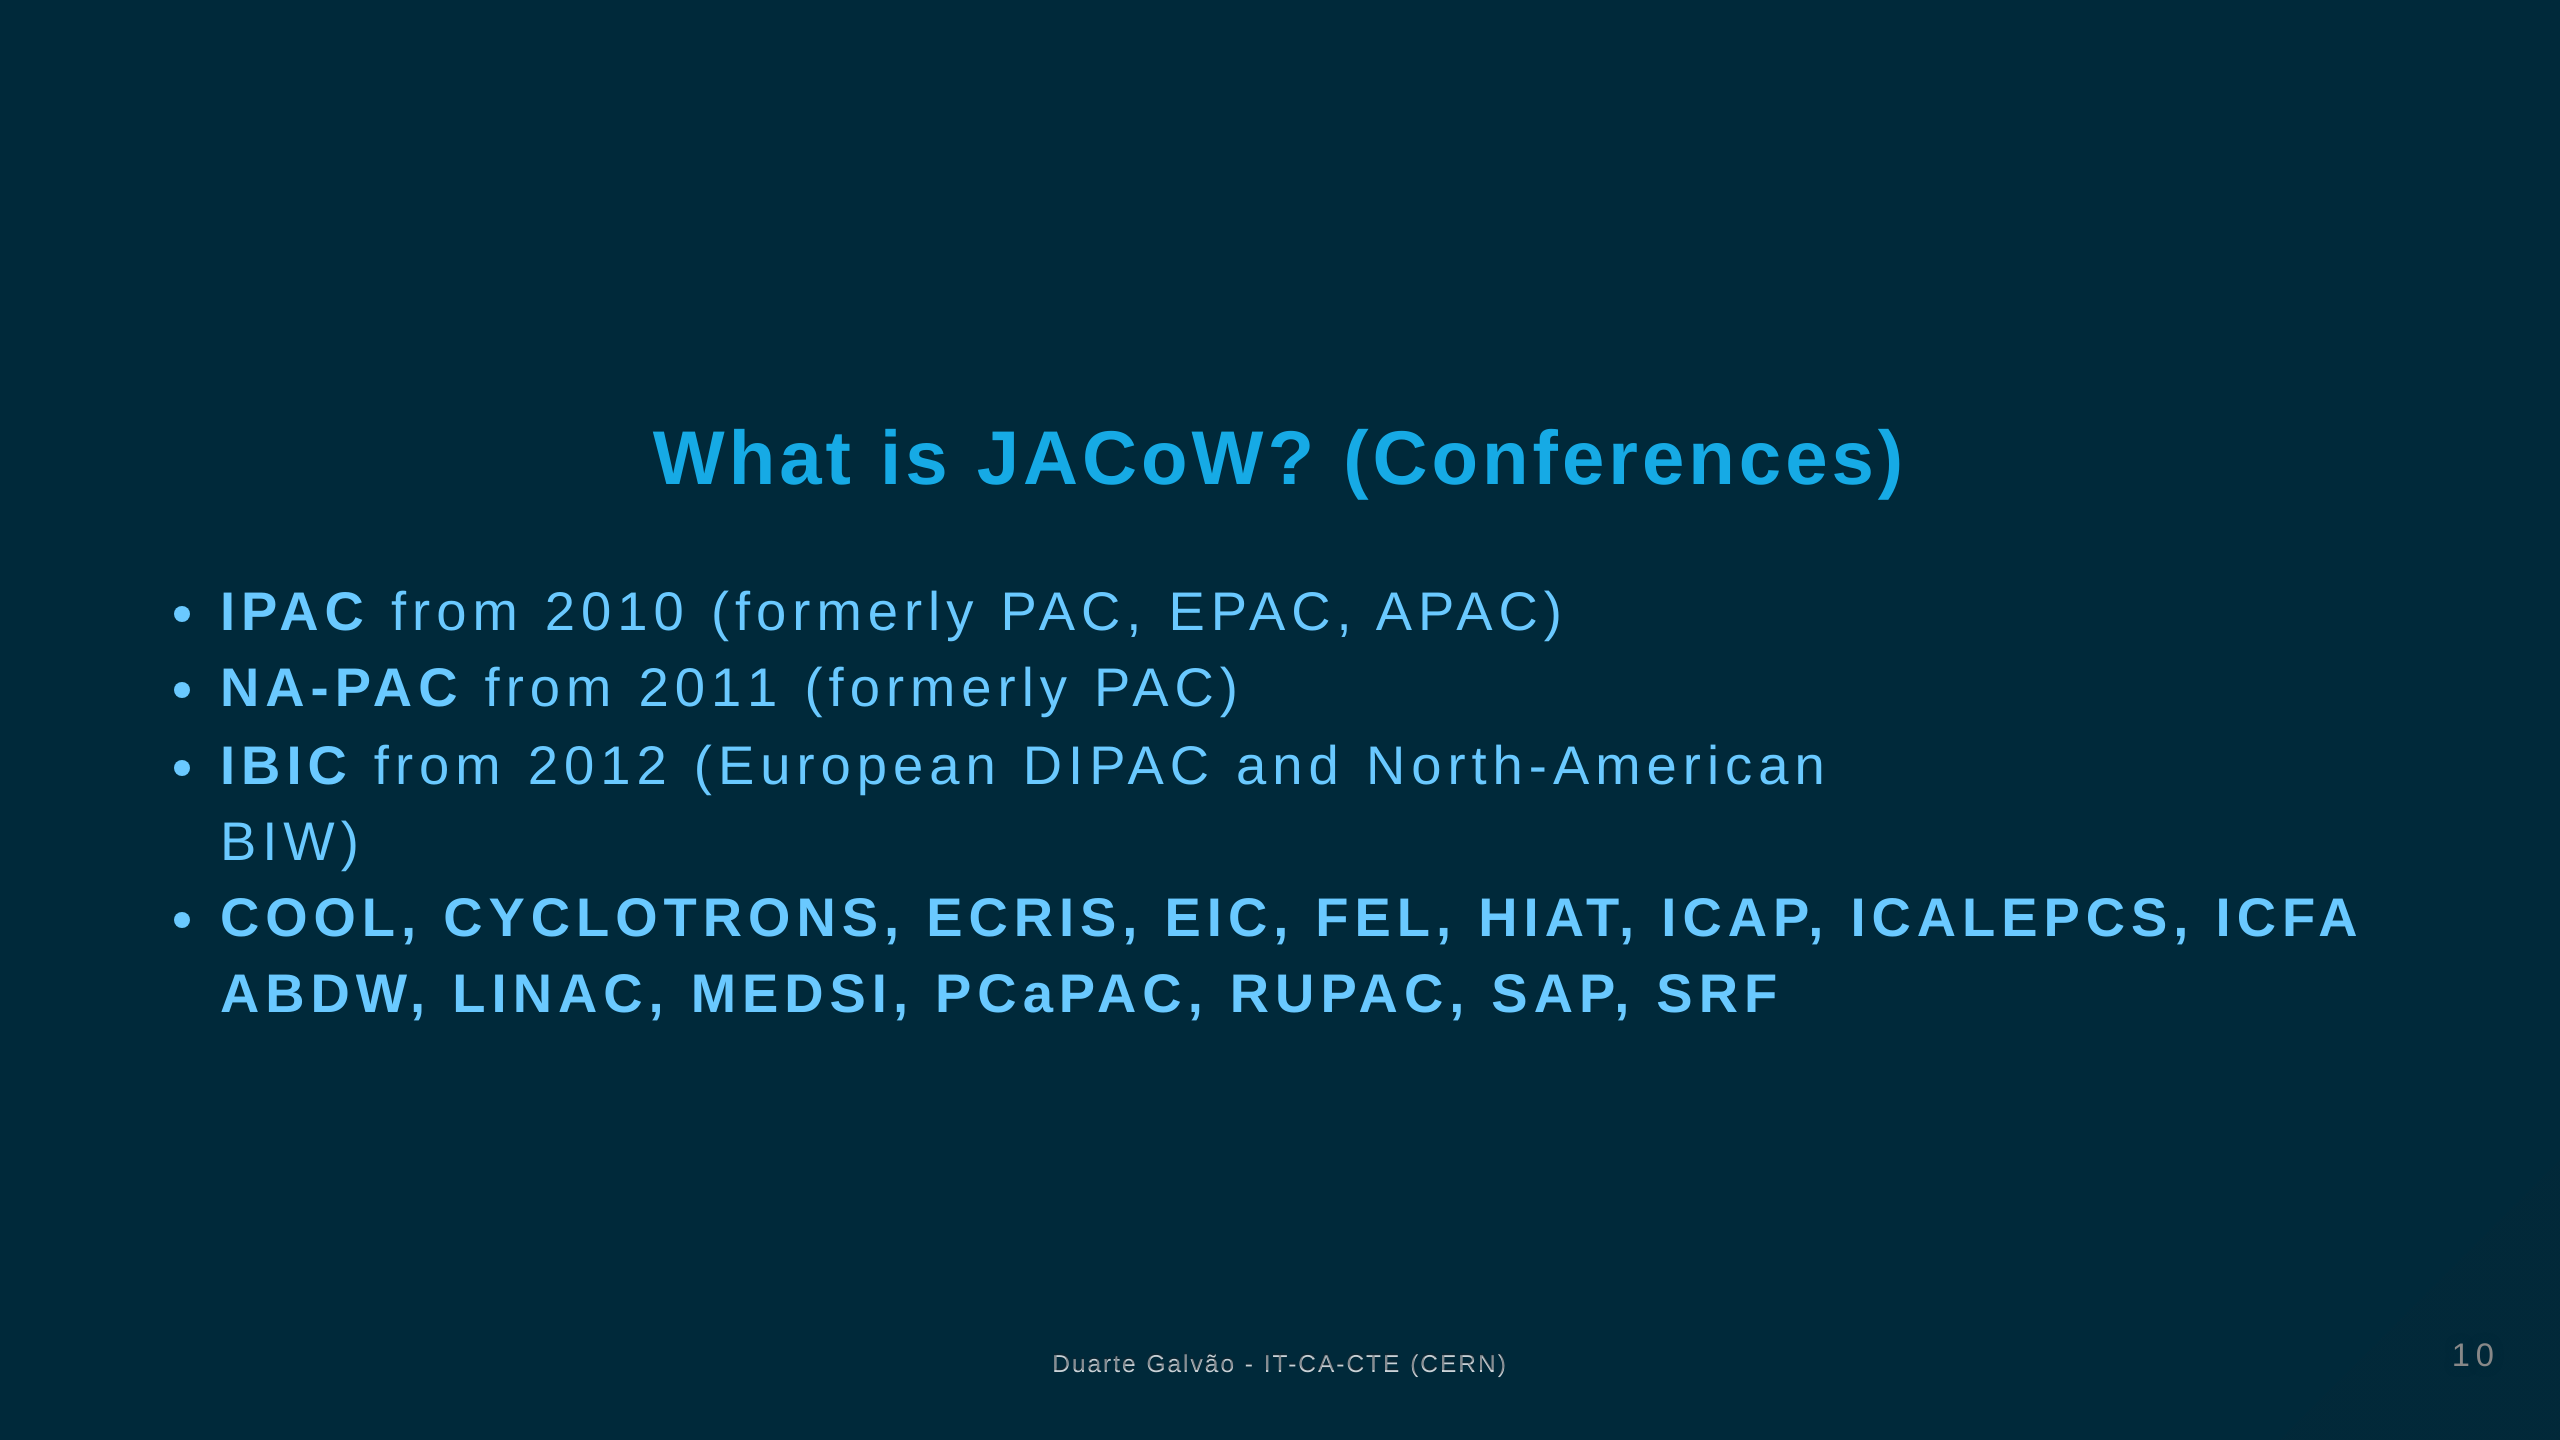 What is JACoW? (Conferences)
• IPAC from 2010 (formerly PAC, EPAC, APAC)
• NA-PAC from 2011 (formerly PAC)
• IBIC from 2012 (European DIPAC and North-American
BIW)
• COOL, CYCLOTRONS, ECRIS, EIC, FEL, HIAT, ICAP, ICALEPCS, ICFA
ABDW, LINAC, MEDSI, PCaPAC, RUPAC, SAP, SRF
Duarte Galvão - IT-CA-CTE (CERN)
10